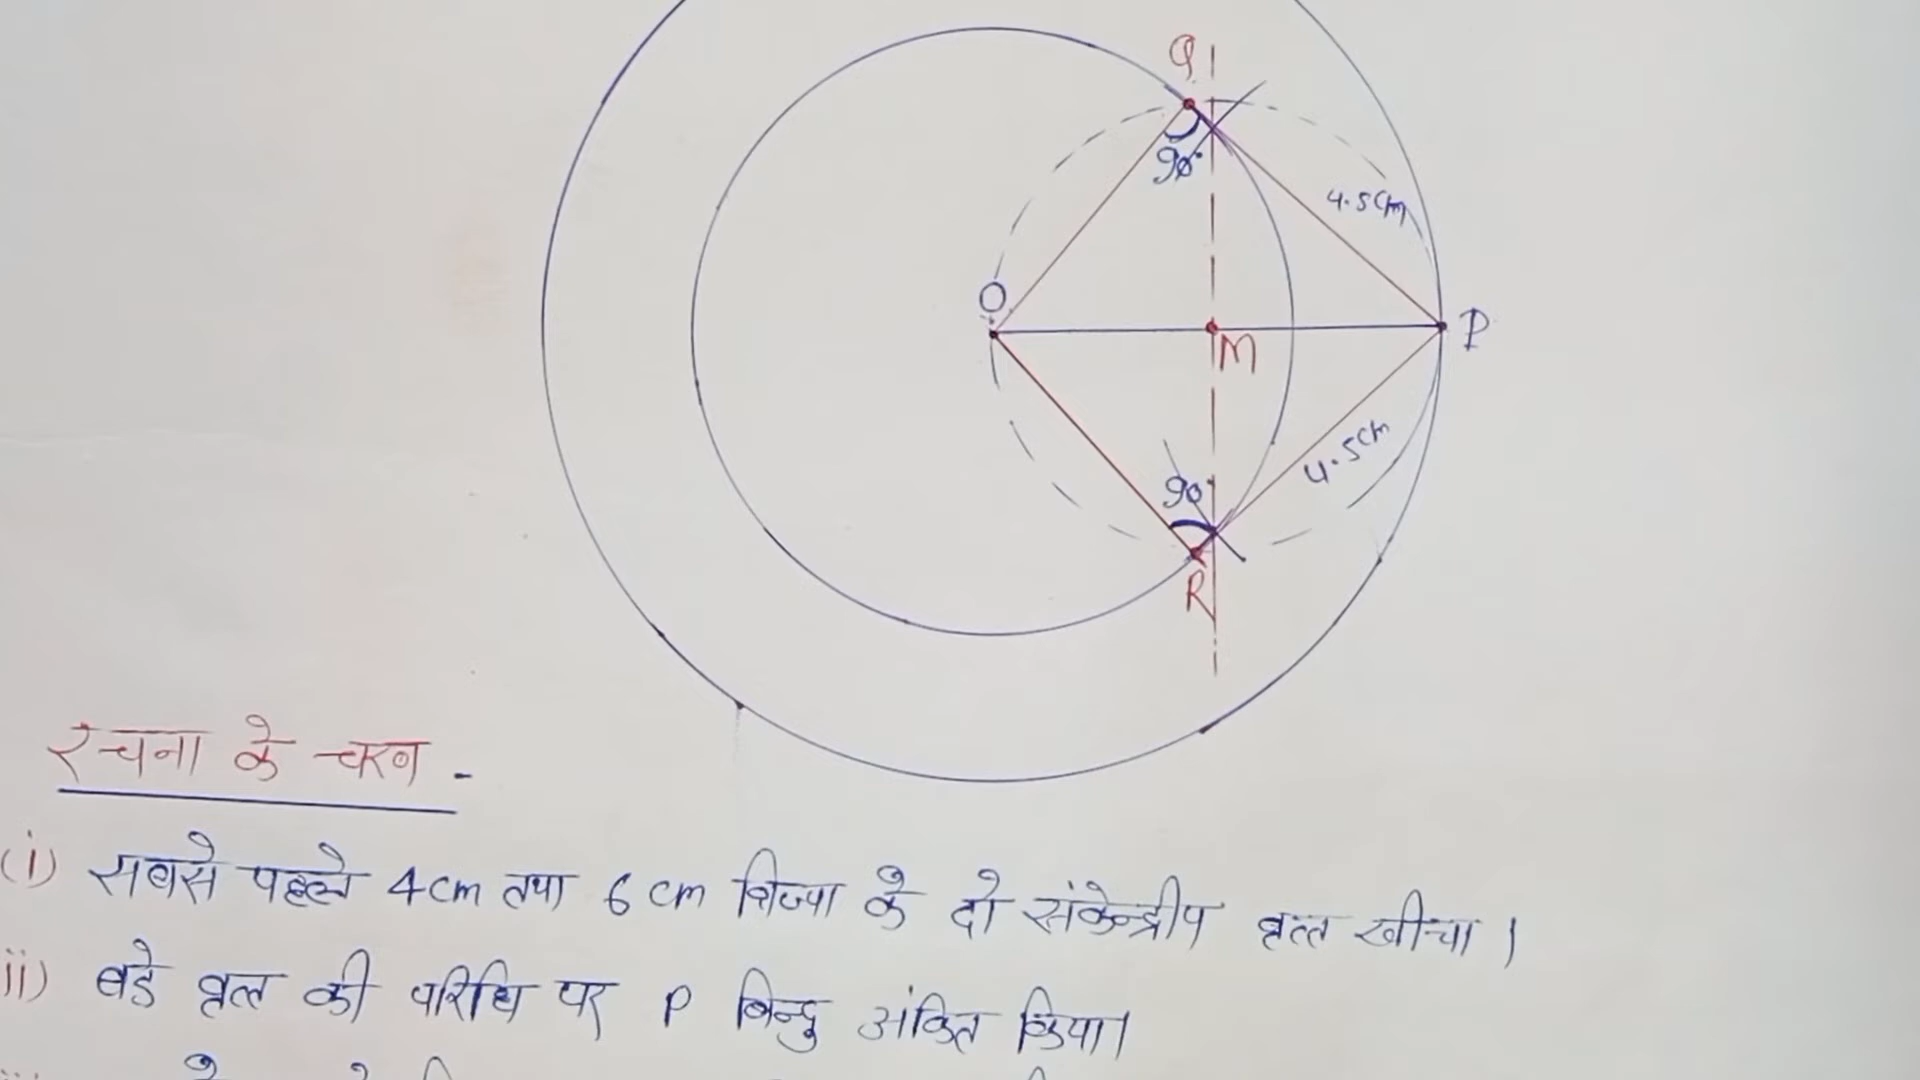 Q
90°
4.5cm
O
M
P
4.5cm
90°
R
रचना के चरण -
(i) सबसे पहले 4cm तथा 6 cm त्रिज्या के दो संकेन्द्रीय वृत्त खींचा।
ii) बडे वृत्त की परिधि पर P बिन्दु अंकित किया।